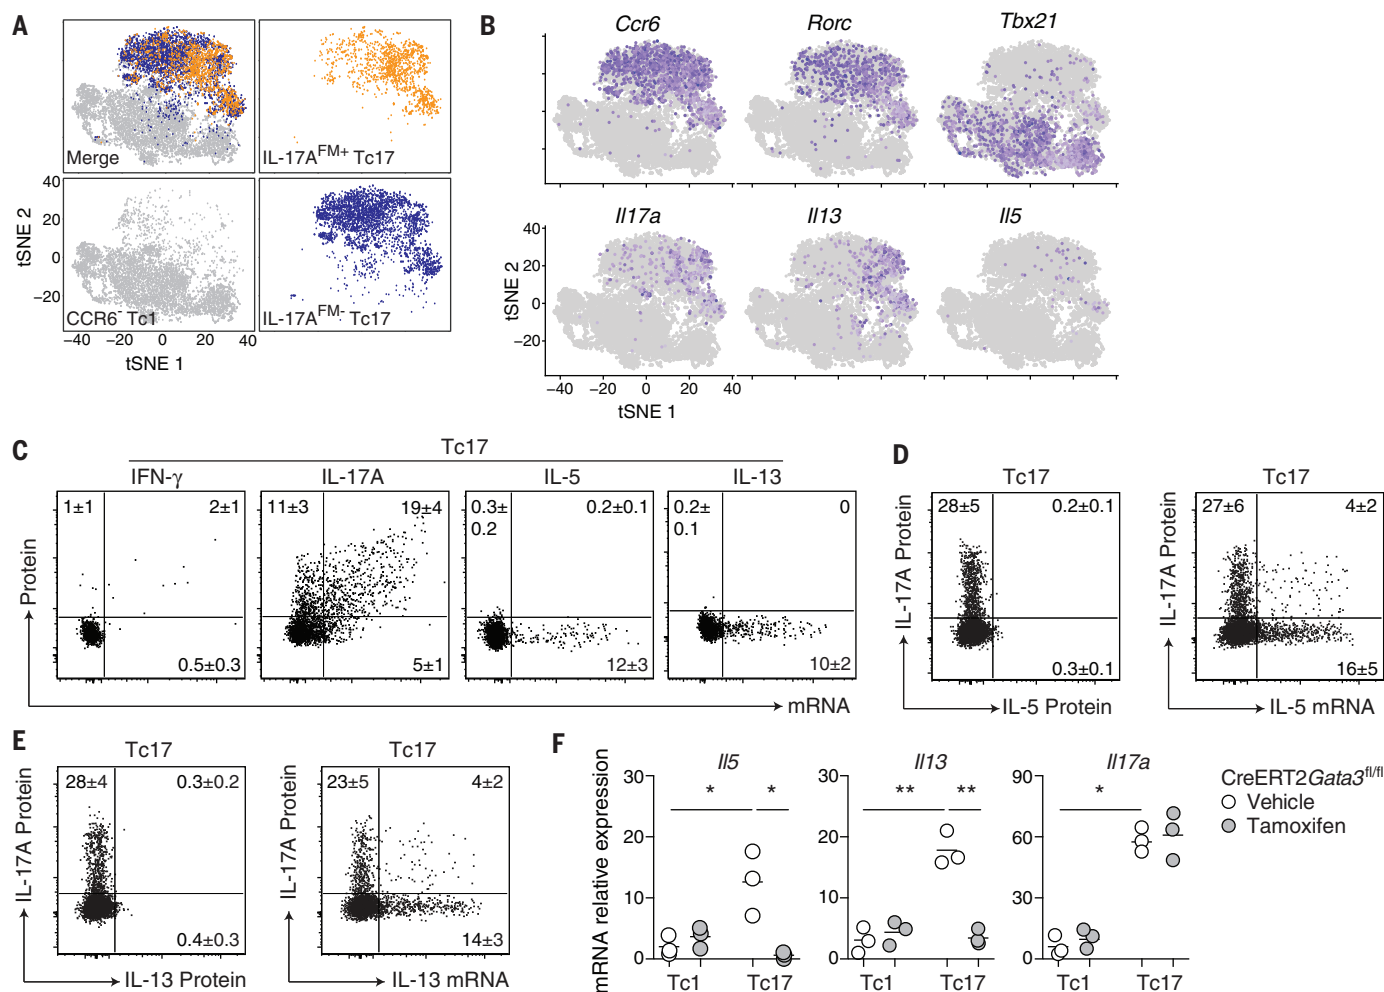 A
Merge
IL-17A^FM+ Tc17
40
20
0
−20
tSNE 2
CCR6⁻ Tc1
IL-17A^FM- Tc17
−40 −20 0 20 40
tSNE 1
B
Ccr6 Rorc Tbx21
Il17a Il13 Il5
40
20
0
−20
tSNE 2
−40 −20 0 20 40
tSNE 1
C
Tc17
IFN-γ IL-17A IL-5 IL-13
Protein
1±1 2±1
0.5±0.3
11±3 19±4
5±1
0.3±
0.2
0.2±0.1
12±3
0.2±
0.1
0
10±2
mRNA
D
Tc17
IL-17A Protein
28±5 0.2±0.1
0.3±0.1
IL-5 Protein
Tc17
IL-17A Protein
27±6 4±2
16±5
IL-5 mRNA
E
Tc17
IL-17A Protein
28±4 0.3±0.2
0.4±0.3
IL-13 Protein
Tc17
IL-17A Protein
23±5 4±2
14±3
IL-13 mRNA
F
mRNA relative expression
Il5
30
20
10
0
* *
Tc1 Tc17
Il13
30
20
10
0
** **
Tc1 Tc17
Il17a
90
60
30
0
*
Tc1 Tc17
CreERT2Gata3^fl/fl
Vehicle
Tamoxifen